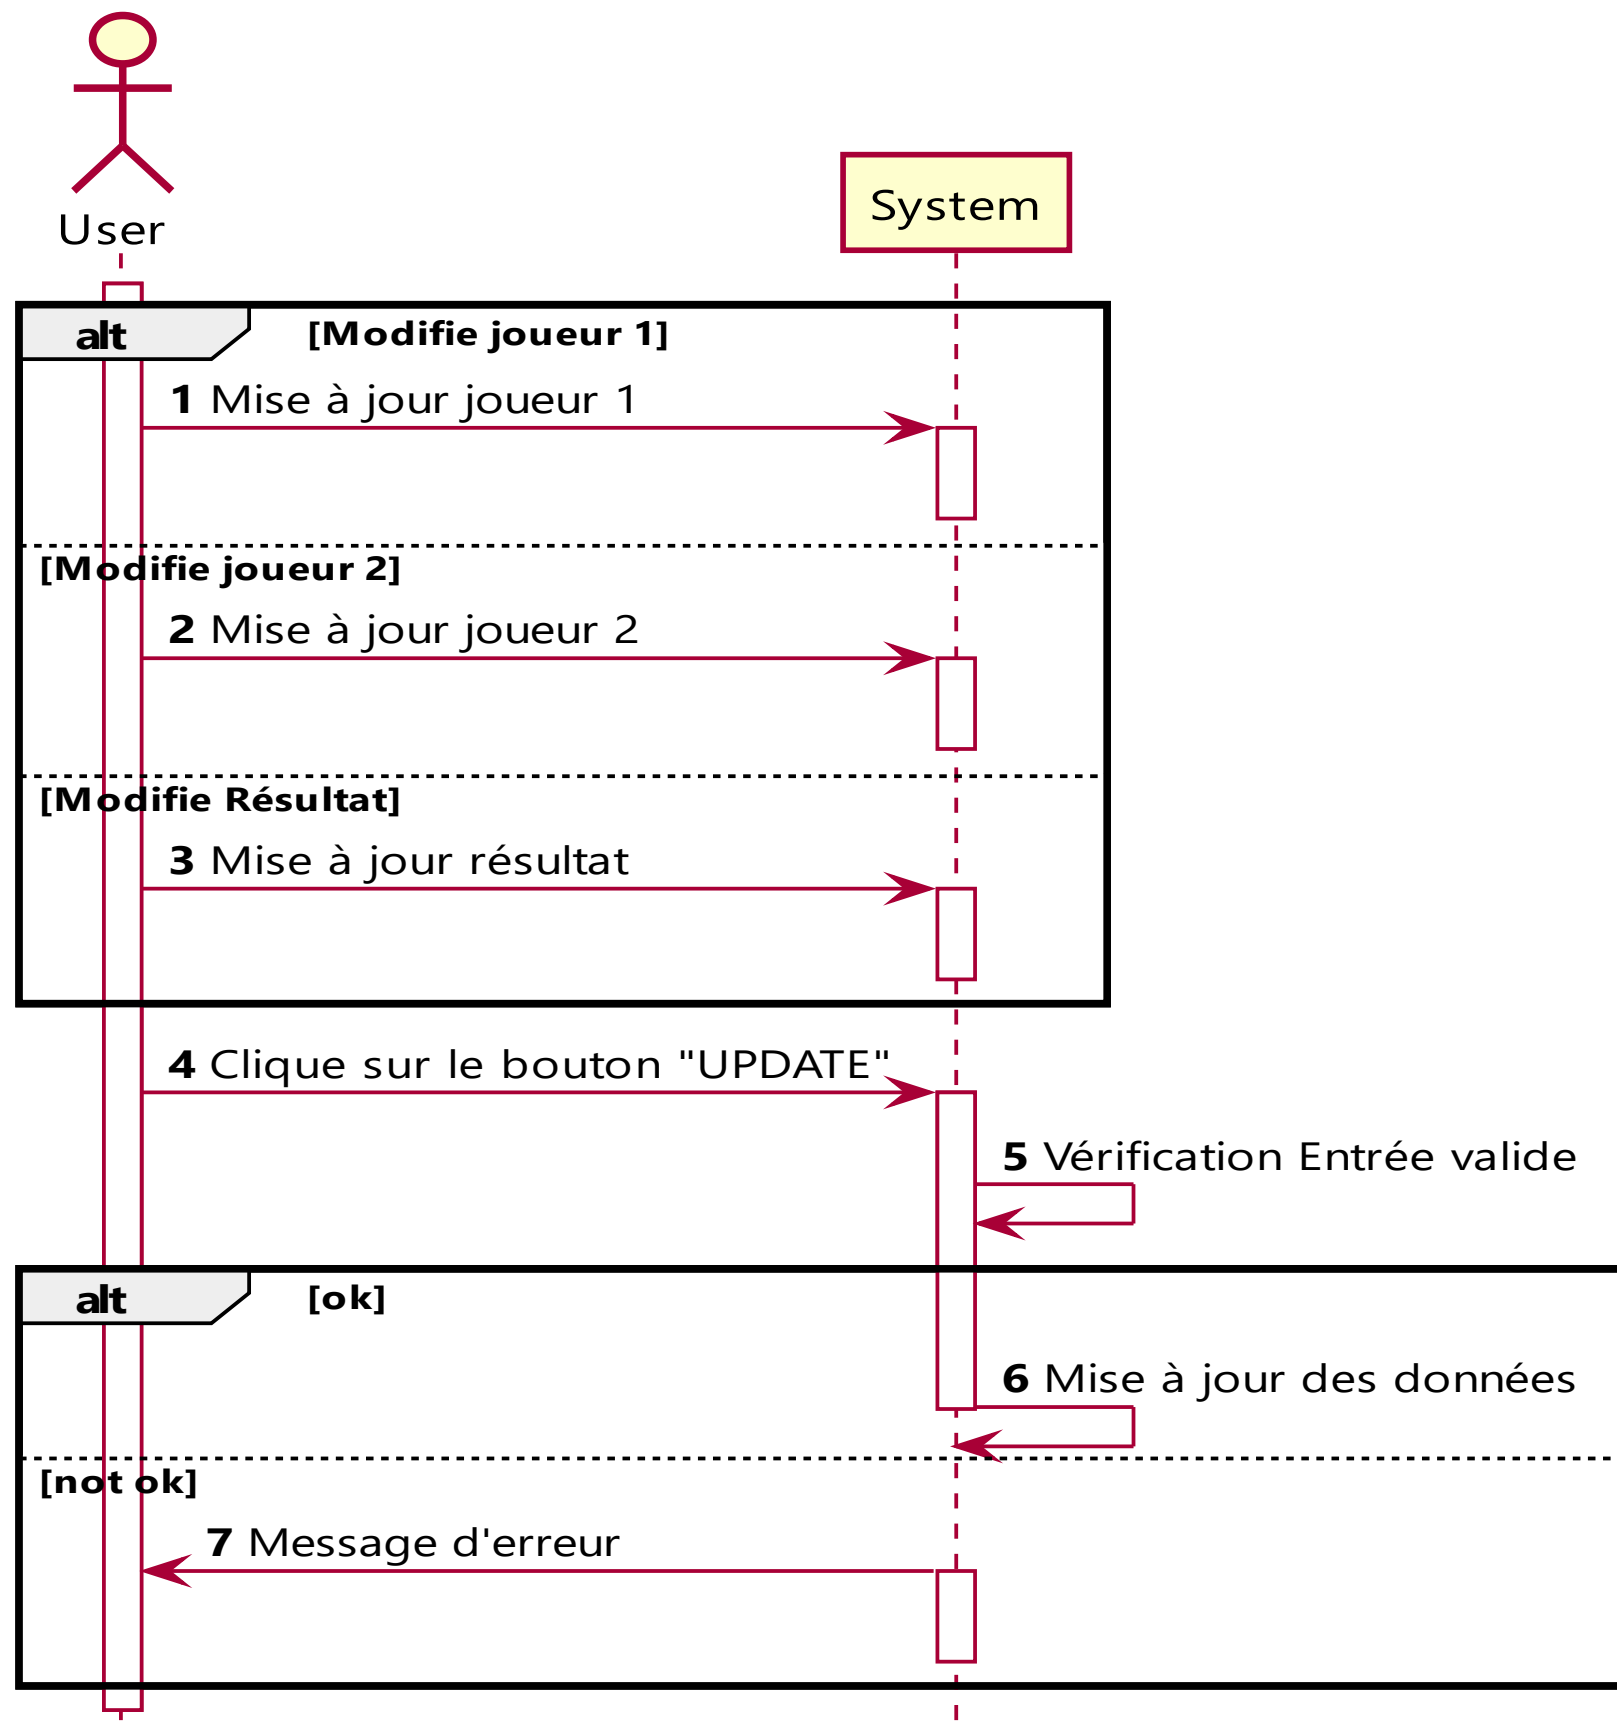 User
System
alt [Modifie joueur 1]
1 Mise à jour joueur 1
[Modifie joueur 2]
2 Mise à jour joueur 2
[Modifie Résultat]
3 Mise à jour résultat
4 Clique sur le bouton "UPDATE"
5 Vérification Entrée valide
alt [ok]
6 Mise à jour des données
[not ok]
7 Message d'erreur